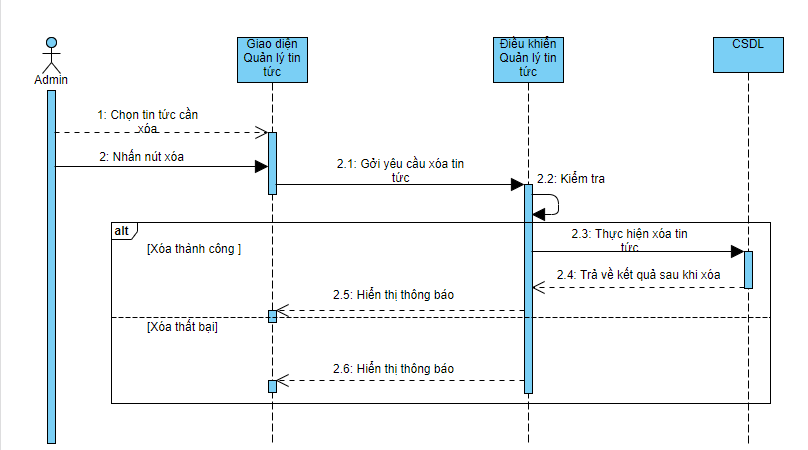 Giao diện
Quản lý tin
tức
Điều khiển
Quản lý tin
tức
CSDL
Admin
1: Chọn tin tức cần
xóa
2: Nhấn nút xóa
2.1: Gởi yêu cầu xóa tin
tức
2.2: Kiểm tra
alt
[Xóa thành công ]
2.3: Thực hiện xóa tin
tức
2.4: Trả về kết quả sau khi xóa
2.5: Hiển thị thông báo
[Xóa thất bại]
2.6: Hiển thị thông báo